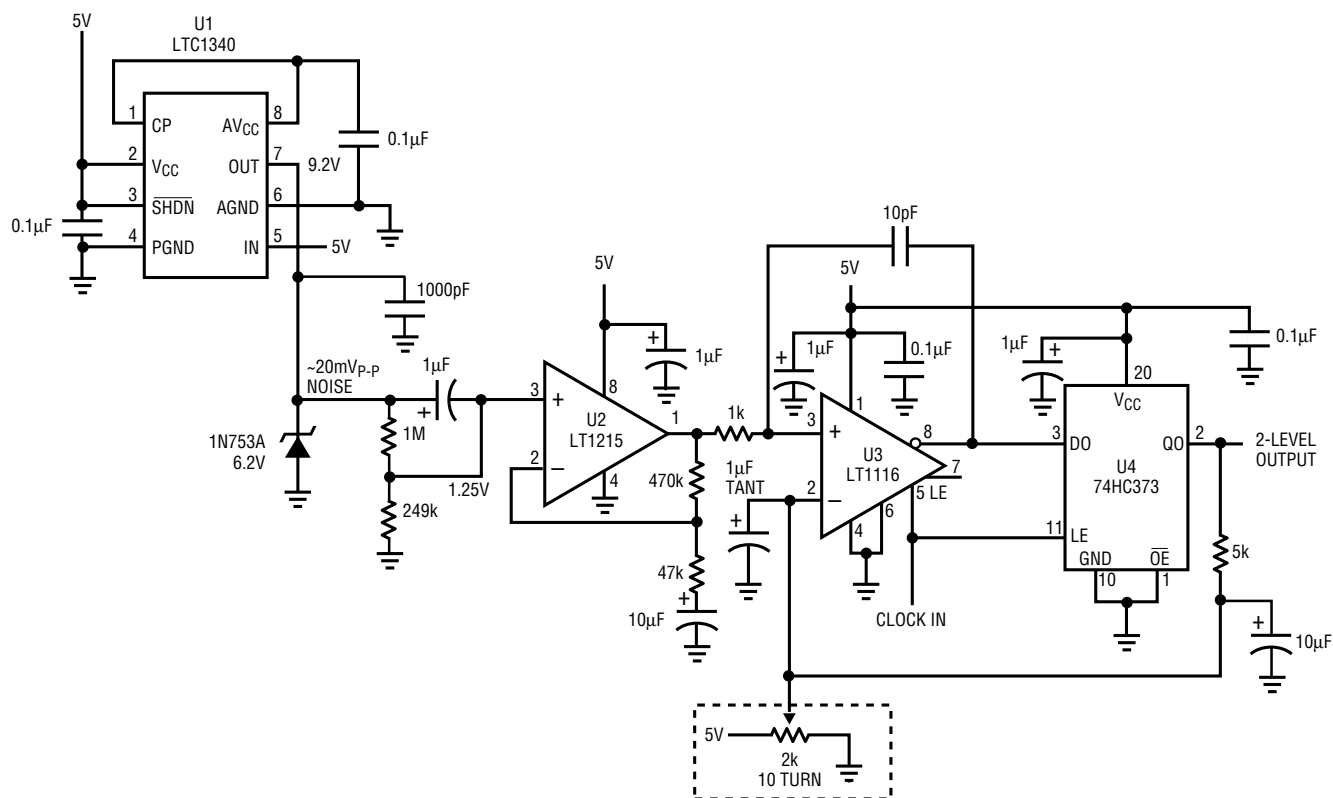 5V
U1
LTC1340
1
CP
8
AVCC
0.1µF
2
VCC
7
OUT
9.2V
3
SHDN
6
AGND
0.1µF
4
PGND
5
IN
5V
1000pF
~20mVP-P
NOISE
1µF
+
1N753A
6.2V
1M
1.25V
249k
5V
+
1µF
8
3
+
U2
LT1215
1
2
–
4
470k
47k
+
10µF
1k
10pF
5V
+
1µF
0.1µF
1
3
+
U3
LT1116
8
7
5 LE
2
–
4
6
1µF
TANT
+
CLOCK IN
0.1µF
1µF
+
20
VCC
3
DO
QO
2
2-LEVEL
OUTPUT
U4
74HC373
11
LE
GND
10
OE
1
5k
+
10µF
5V
2k
10 TURN